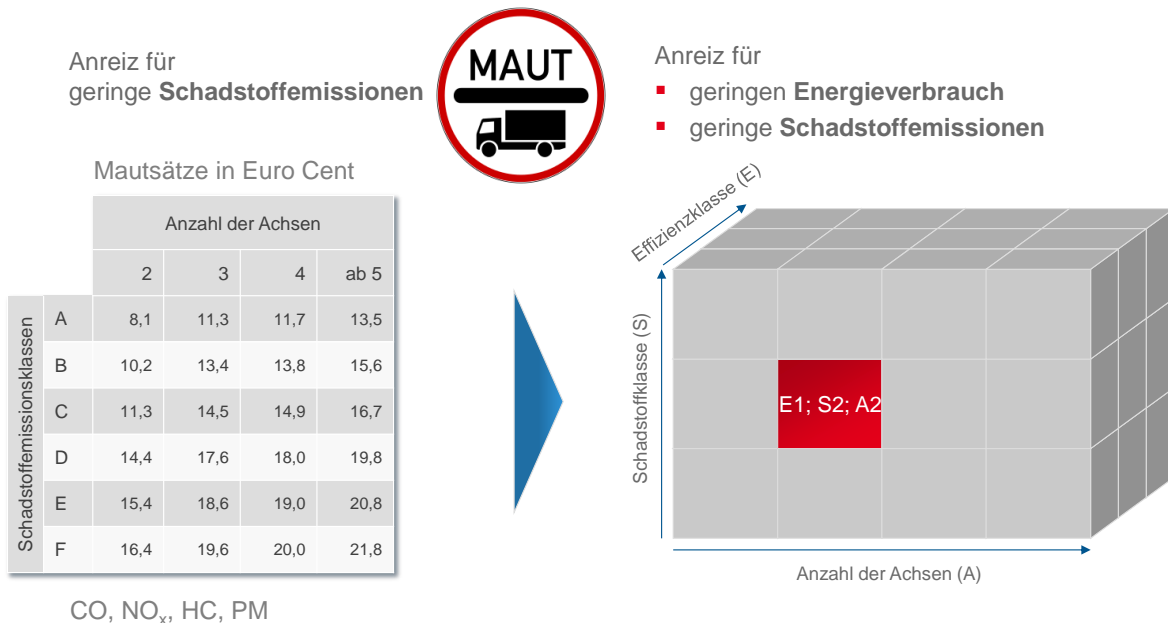 Anreiz für
geringe Schadstoffemissionen
MAUT
Anreiz für
geringen Energieverbrauch
geringe Schadstoffemissionen
Mautsätze in Euro Cent
Anzahl der Achsen
2 3 4 ab 5
Schadstoffemissionsklassen
A 8,1 11,3 11,7 13,5
B 10,2 13,4 13,8 15,6
C 11,3 14,5 14,9 16,7
D 14,4 17,6 18,0 19,8
E 15,4 18,6 19,0 20,8
F 16,4 19,6 20,0 21,8
CO, NOx, HC, PM
Effizienzklasse (E)
Schadstoffklasse (S)
E1; S2; A2
Anzahl der Achsen (A)